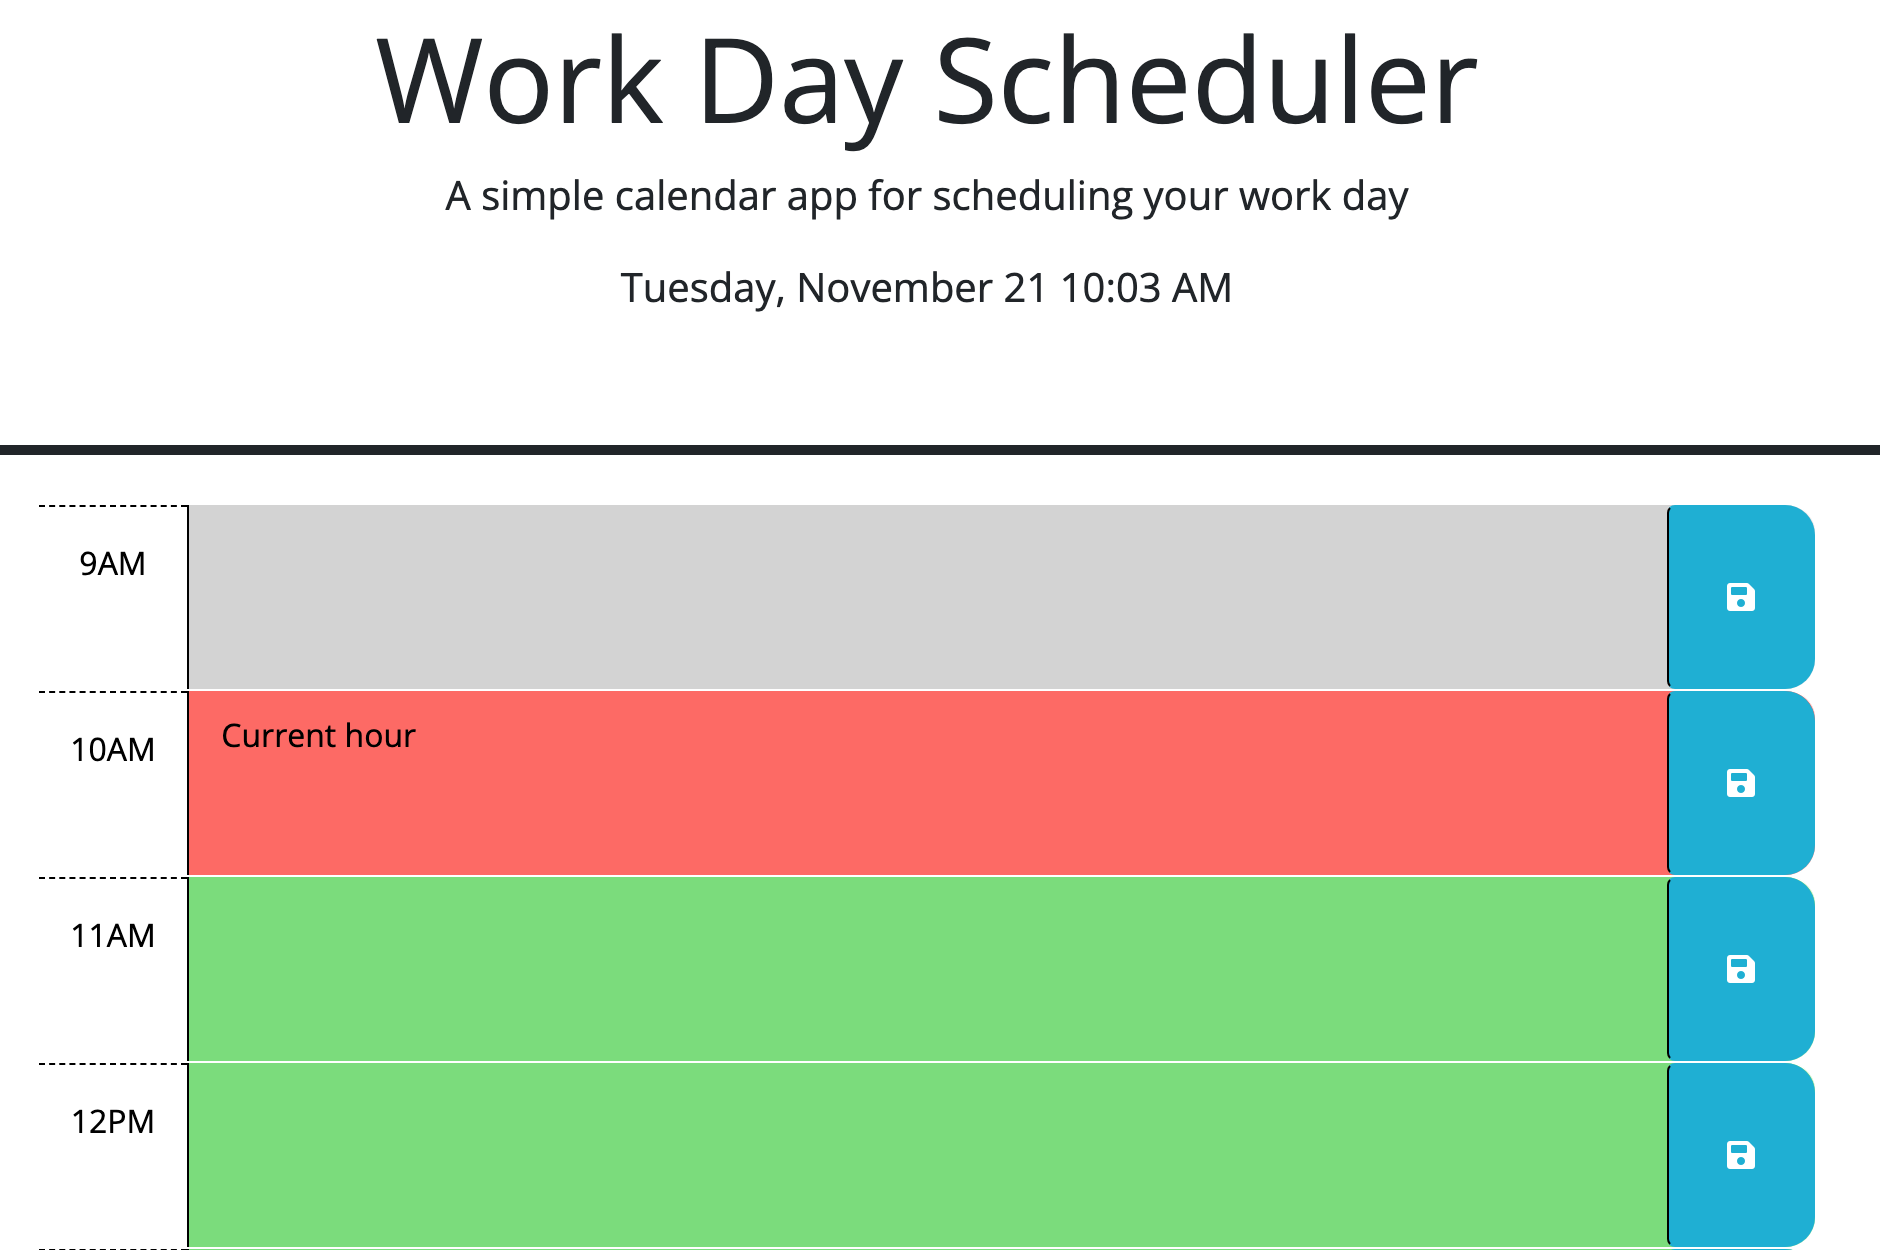 Work Day Scheduler
A simple calendar app for scheduling your work day
Tuesday, November 21 10:03 AM
9AM
10AM
Current hour
11AM
12PM